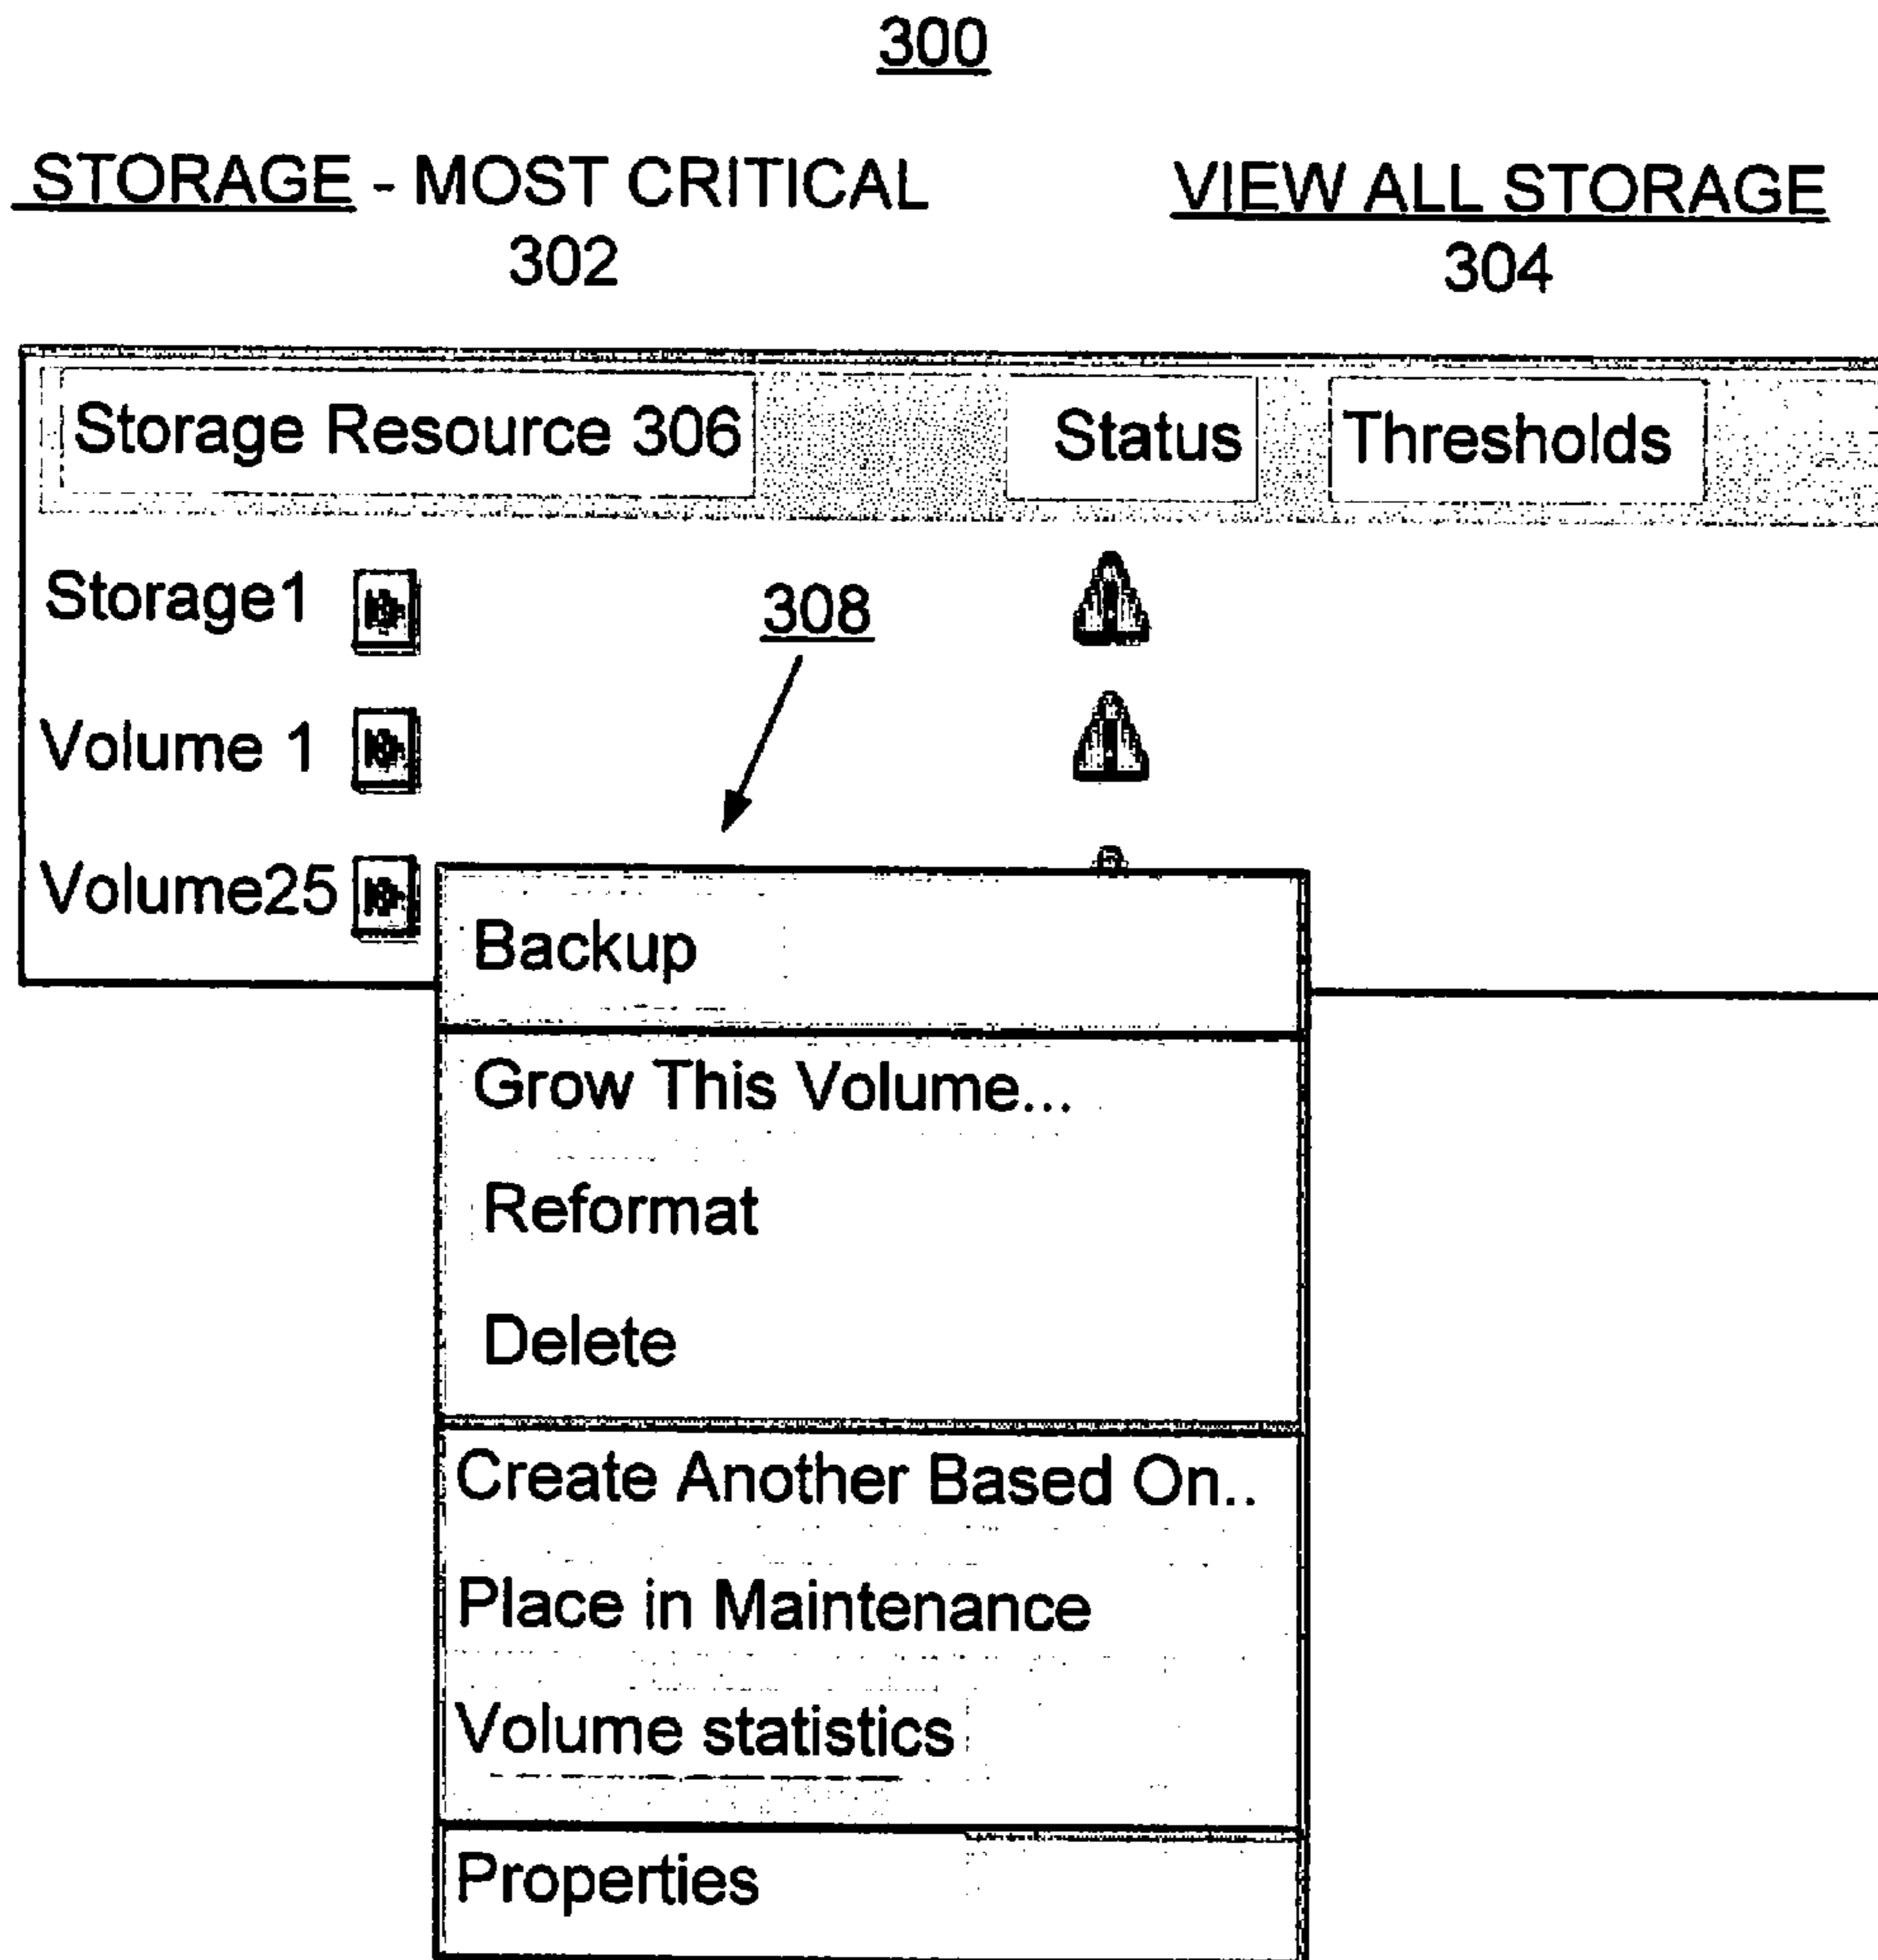 300
STORAGE - MOST CRITICAL VIEW ALL STORAGE
302 304
Storage Resource 306 Status Thresholds
Storage1
308
Volume 1
Volume25
Backup
Grow This Volume...
Reformat
Delete
Create Another Based On..
Place in Maintenance
Volume statistics
Properties